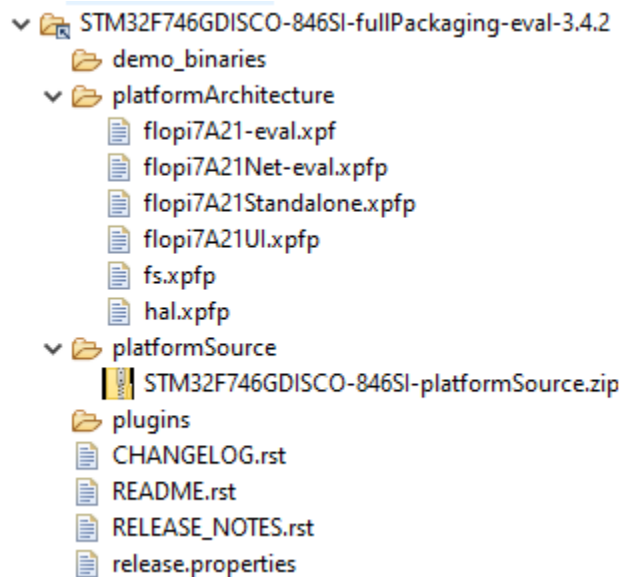 STM32F746GDISCO-846SI-fullPackaging-eval-3.4.2
demo_binaries
platformArchitecture
flopi7A21-eval.xpf
flopi7A21Net-eval.xpfp
flopi7A21Standalone.xpfp
flopi7A21UI.xpfp
fs.xpfp
hal.xpfp
platformSource
STM32F746GDISCO-846SI-platformSource.zip
plugins
CHANGELOG.rst
README.rst
RELEASE_NOTES.rst
release.properties